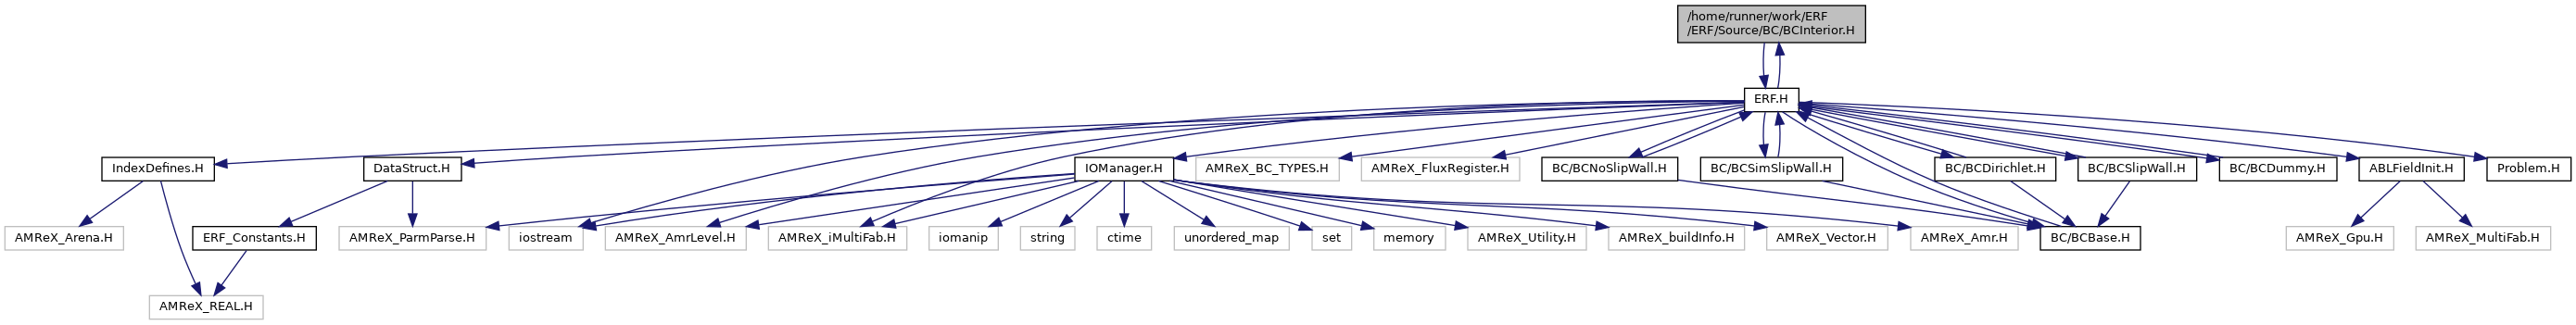 /home/runner/work/ERF
/ERF/Source/BC/BCInterior.H
ERF.H
IndexDefines.H
DataStruct.H
IOManager.H
AMReX_BC_TYPES.H
AMReX_FluxRegister.H
BC/BCNoSlipWall.H
BC/BCSimSlipWall.H
BC/BCDirichlet.H
BC/BCSlipWall.H
BC/BCDummy.H
ABLFieldInit.H
Problem.H
AMReX_Arena.H
ERF_Constants.H
AMReX_ParmParse.H
iostream
AMReX_AmrLevel.H
AMReX_iMultiFab.H
iomanip
string
ctime
unordered_map
set
memory
AMReX_Utility.H
AMReX_buildInfo.H
AMReX_Vector.H
AMReX_Amr.H
BC/BCBase.H
AMReX_Gpu.H
AMReX_MultiFab.H
AMReX_REAL.H